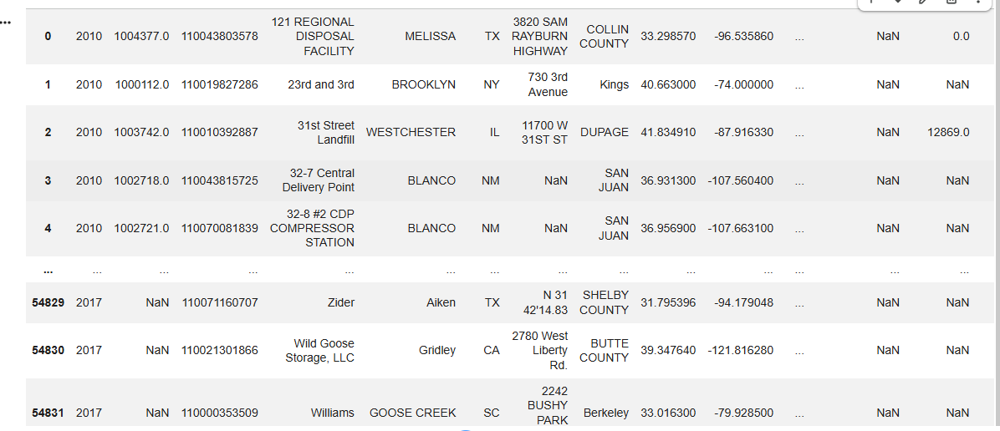 ...
0 2010 1004377.0 110043803578 121 REGIONAL DISPOSAL FACILITY MELISSA TX 3820 SAM RAYBURN HIGHWAY COLLIN COUNTY 33.298570 -96.535860 ... NaN 0.0
1 2010 1000112.0 110019827286 23rd and 3rd BROOKLYN NY 730 3rd Avenue Kings 40.663000 -74.000000 ... NaN NaN
2 2010 1003742.0 110010392887 31st Street Landfill WESTCHESTER IL 11700 W 31ST ST DUPAGE 41.834910 -87.916330 ... NaN 12869.0
3 2010 1002718.0 110043815725 32-7 Central Delivery Point BLANCO NM NaN SAN JUAN 36.931300 -107.560400 ... NaN NaN
4 2010 1002721.0 110070081839 32-8 #2 CDP COMPRESSOR STATION BLANCO NM NaN SAN JUAN 36.956900 -107.663100 ... NaN NaN
... ... ... ... ... ... ... ... ... ... ... ... ... ...
54829 2017 NaN 110071160707 Zider Aiken TX N 31 42'14.83 SHELBY COUNTY 31.795396 -94.179048 ... NaN NaN
54830 2017 NaN 110021301866 Wild Goose Storage, LLC Gridley CA 2780 West Liberty Rd. BUTTE COUNTY 39.347640 -121.816280 ... NaN NaN
54831 2017 NaN 110000353509 Williams GOOSE CREEK SC 2242 BUSHY PARK Berkeley 33.016300 -79.928500 ... NaN NaN